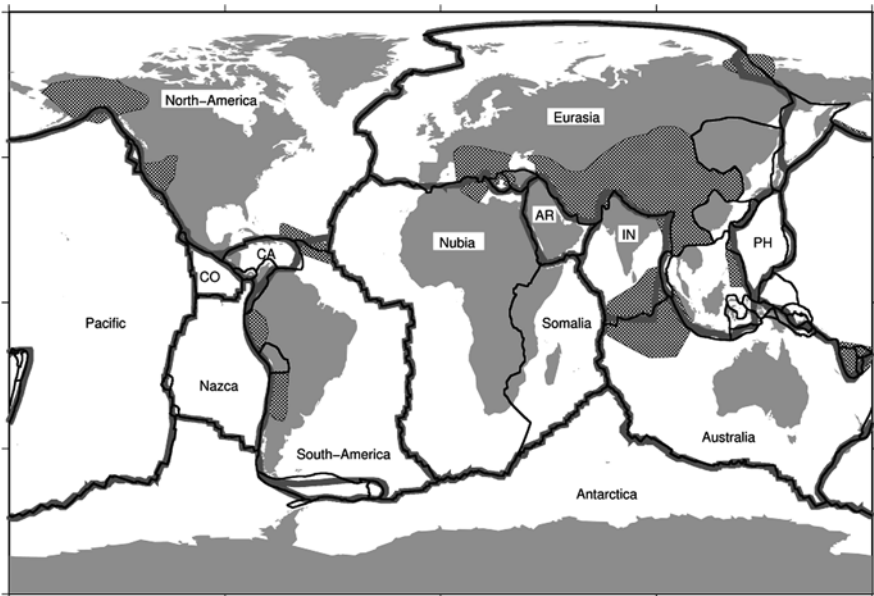 North-America
Eurasia
AR
IN
Nubia
PH
CA
CO
Pacific
Somalia
Nazca
Australia
South-America
Antarctica